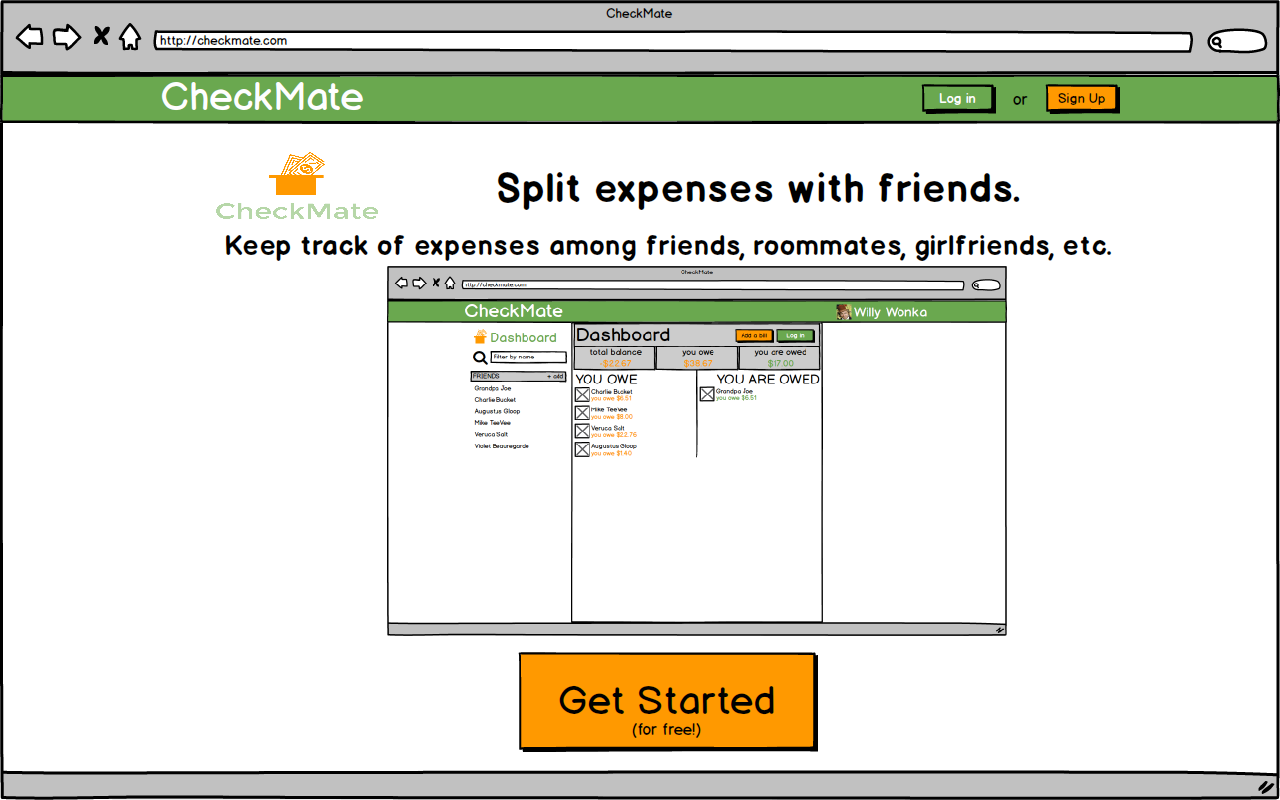 CheckMate
http://checkmate.com
CheckMate
Log in or Sign Up
CheckMate
Split expenses with friends.
Keep track of expenses among friends, roommates, girlfriends, etc.
CheckMate
http://checkmate.com
CheckMate
Willy Wonka
Dashboard
filter by name
FRIENDS + add
Grandpa Joe
Charlie Bucket
Augustus Gloop
Mike TeeVee
Veruca Salt
Violet Beauregarde
Dashboard
Add a bill
Log in
total balance
-$22.67
you owe
$38.67
you are owed
$17.00
YOU OWE
Charlie Bucket
you owe $6.51
Mike TeeVee
you owe $8.00
Veruca Salt
you owe $22.76
Augustus Gloop
you owe $1.40
YOU ARE OWED
Grandpa Joe
you owe $6.51
Get Started
(for free!)